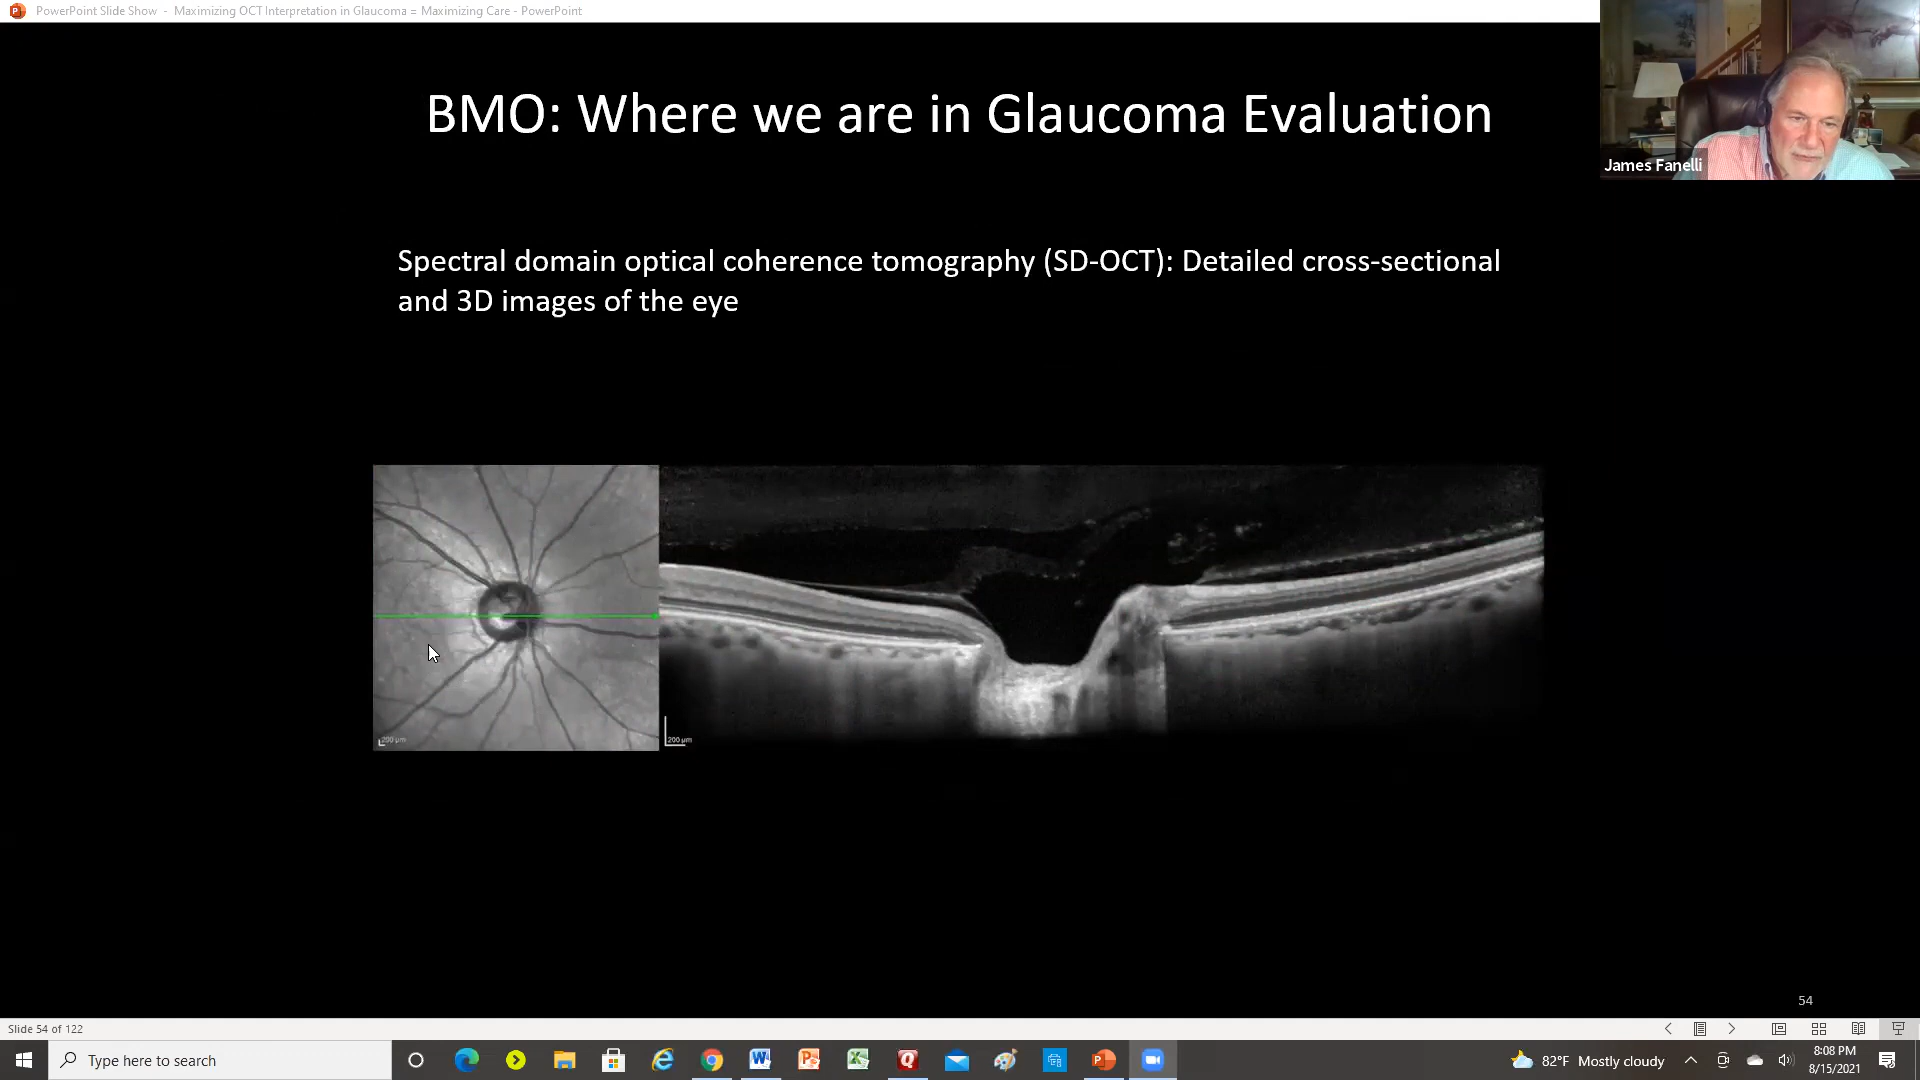 PowerPoint Slide Show - Maximizing OCT Interpretation in Glaucoma = Maximizing Care - PowerPoint
BMO: Where we are in Glaucoma Evaluation
James Fanelli
Spectral domain optical coherence tomography (SD-OCT): Detailed cross-sectional
and 3D images of the eye
200 µm
200 µm
54
Slide 54 of 122
Type here to search
82°F Mostly cloudy
8:08 PM
8/15/2021